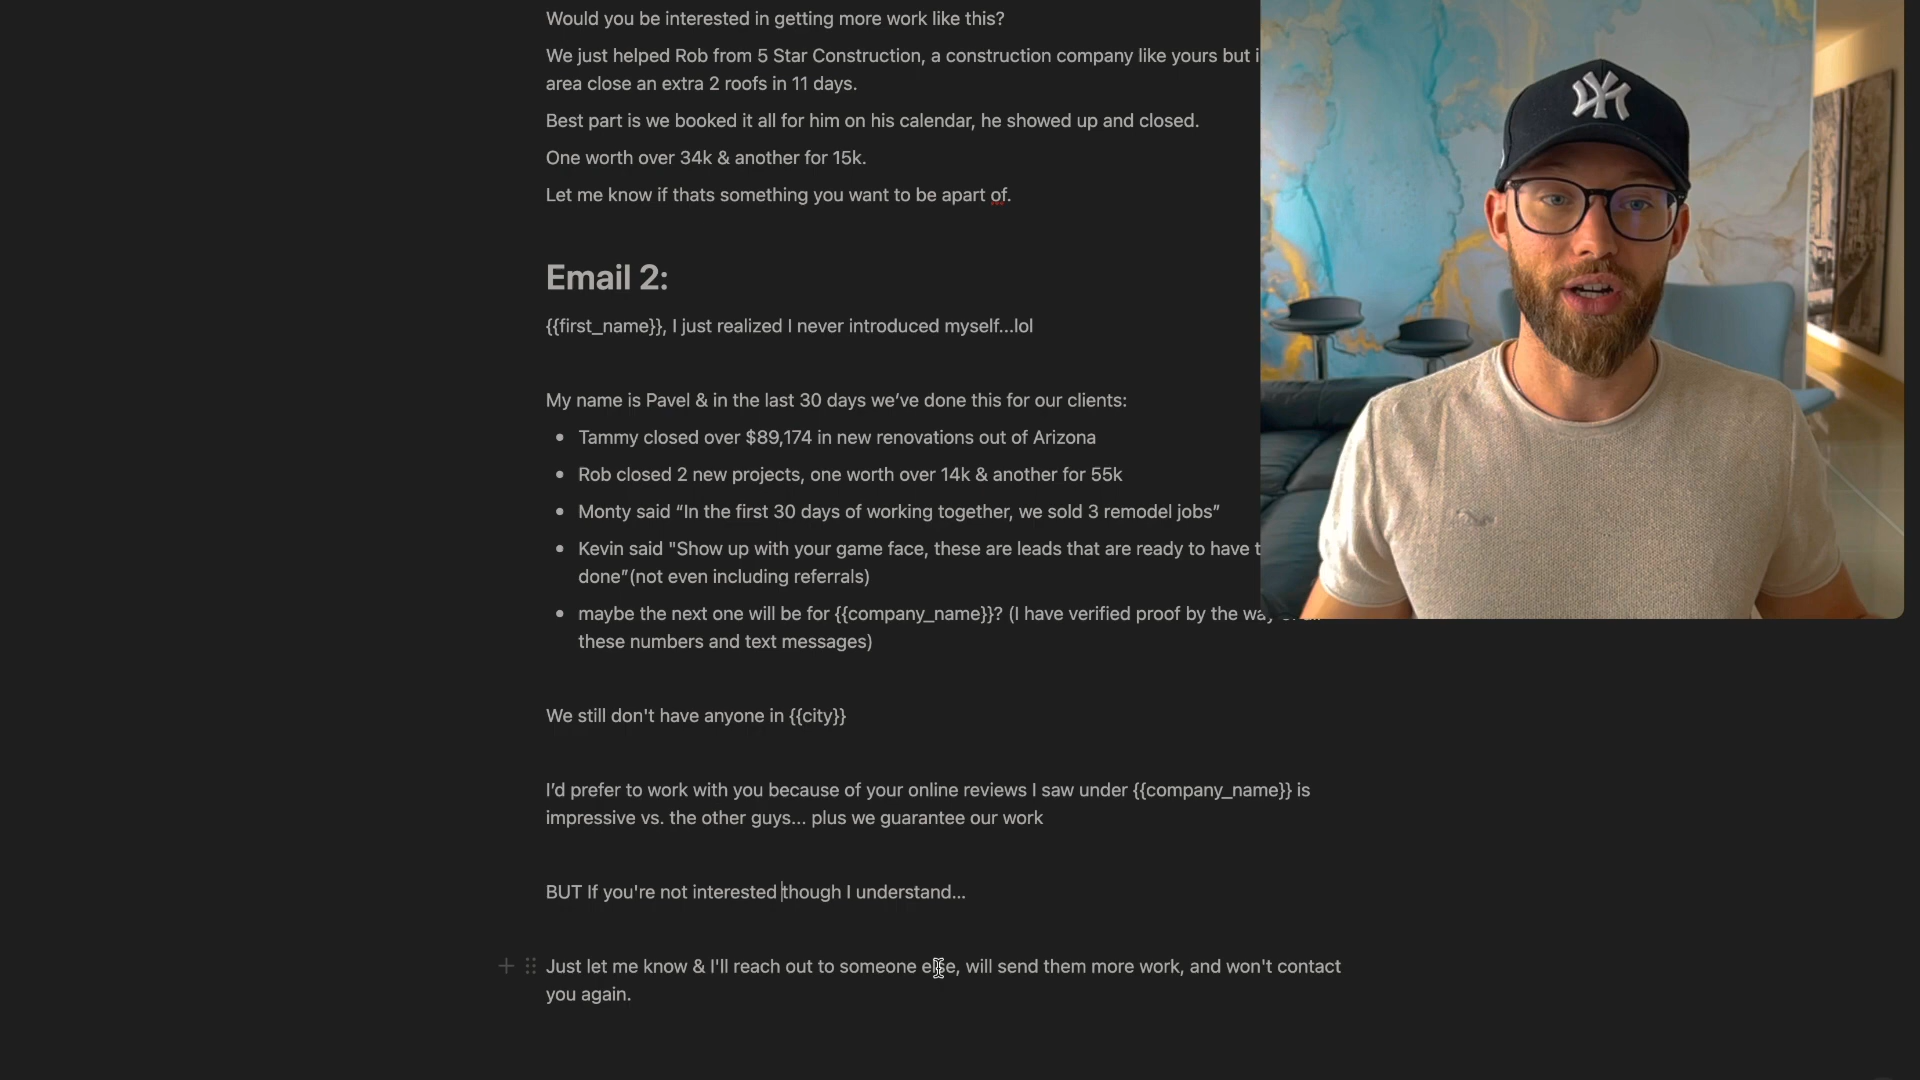 Would you be interested in getting more work like this?
We just helped Rob from 5 Star Construction, a construction company like yours but
area close an extra 2 roofs in 11 days.
Best part is we booked it all for him on his calendar, he showed up and closed.
One worth over 34k & another for 15k.
Let me know if thats something you want to be apart of.
Email 2:
{{first_name}}, I just realized I never introduced myself...lol
My name is Pavel & in the last 30 days we’ve done this for our clients:
• Tammy closed over $89,174 in new renovations out of Arizona
• Rob closed 2 new projects, one worth over 14k & another for 55k
• Monty said “In the first 30 days of working together, we sold 3 remodel jobs”
• Kevin said "Show up with your game face, these are leads that are ready to have
done”(not even including referrals)
• maybe the next one will be for {{company_name}}? (I have verified proof by the way
these numbers and text messages)
We still don't have anyone in {{city}}
I’d prefer to work with you because of your online reviews I saw under {{company_name}} is
impressive vs. the other guys... plus we guarantee our work
BUT If you're not interested though I understand...
Just let me know & I'll reach out to someone else, will send them more work, and won't contact
you again.
NY